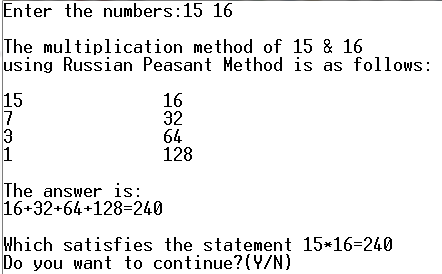 Enter the numbers:15 16
The multiplication method of 15 & 16
using Russian Peasant Method is as follows:
15 16
7 32
3 64
1 128
The answer is:
16+32+64+128=240
Which satisfies the statement 15*16=240
Do you want to continue?(Y/N)